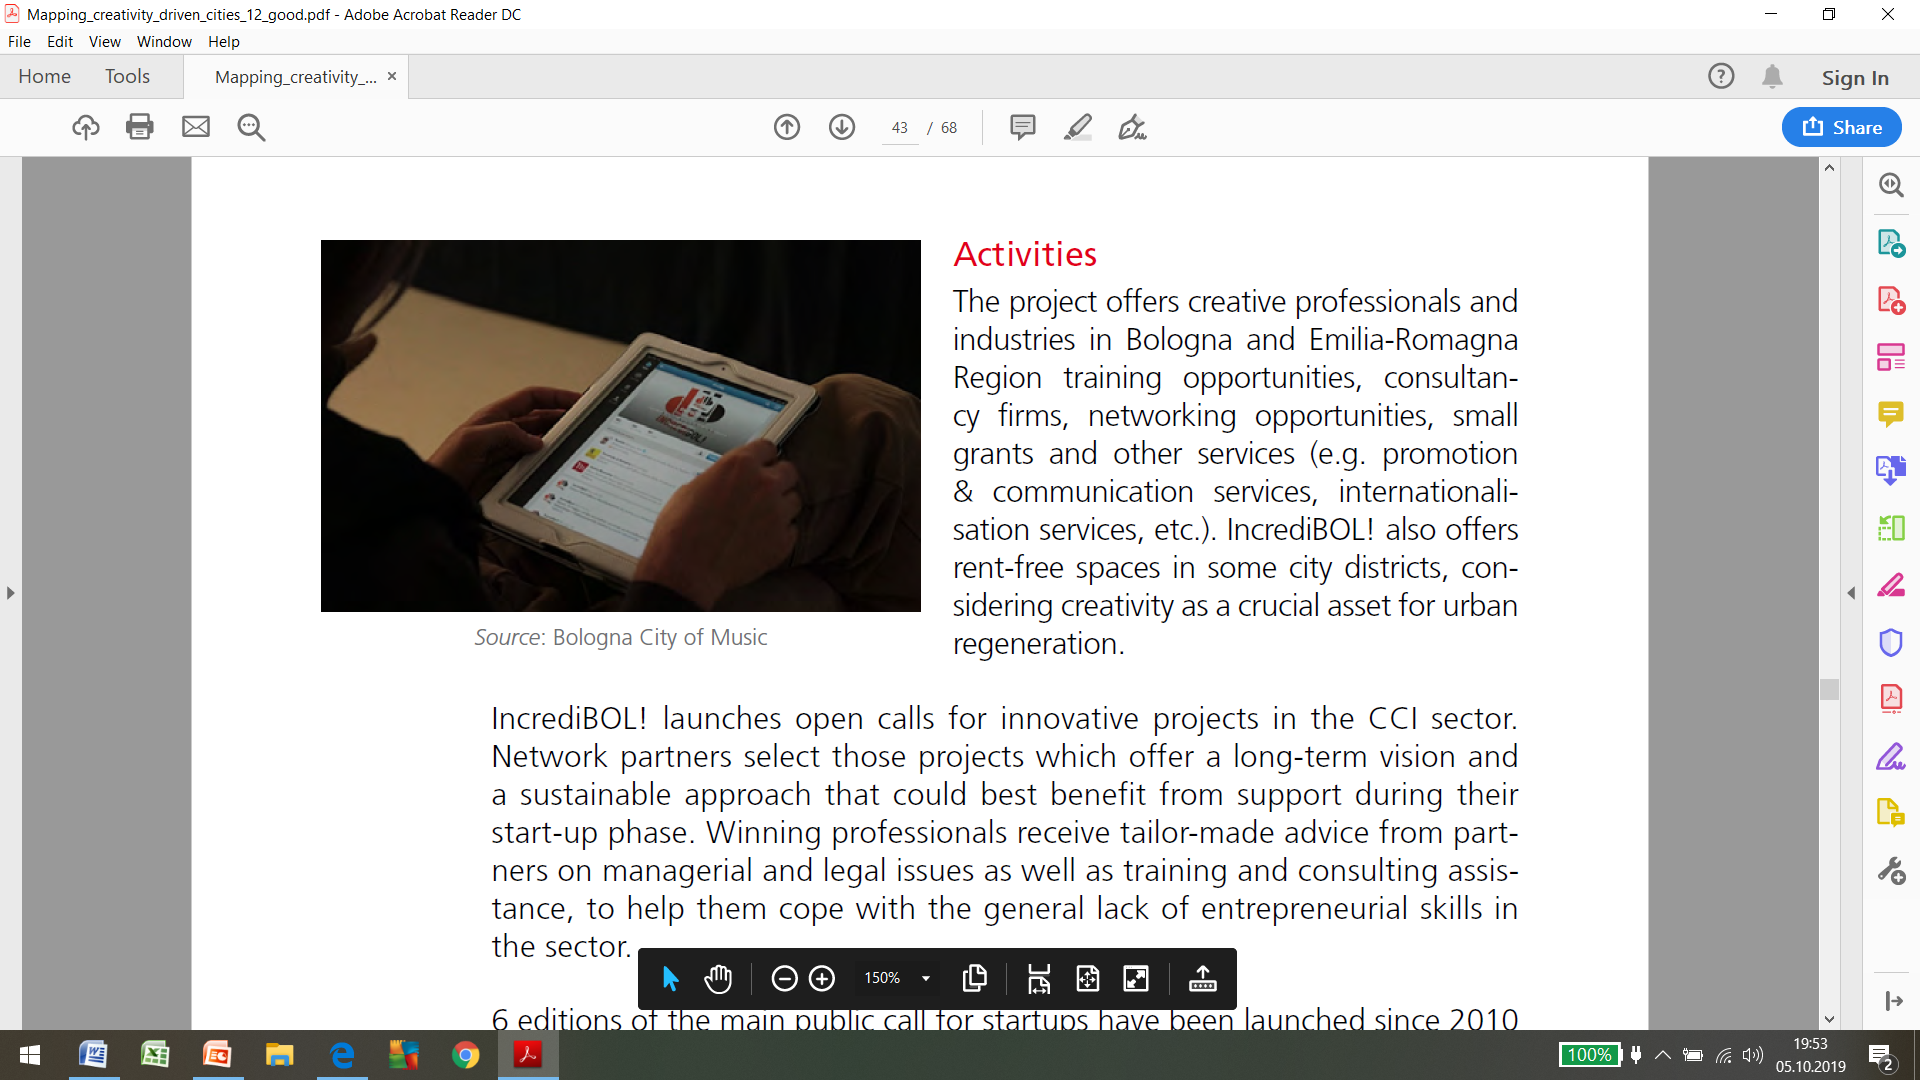 Mapping_creativity_driven_cities_12_good.pdf - Adobe Acrobat Reader DC
File Edit View Window Help
Home Tools Mapping_creativity_... × Sign In
43 / 68 Share
Activities
The project offers creative professionals and
industries in Bologna and Emilia-Romagna
Region training opportunities, consultan-
cy firms, networking opportunities, small
grants and other services (e.g. promotion
& communication services, internationali-
sation services, etc.). IncrediBOL! also offers
rent-free spaces in some city districts, con-
sidering creativity as a crucial asset for urban
regeneration.
Source: Bologna City of Music
IncrediBOL! launches open calls for innovative projects in the CCI sector.
Network partners select those projects which offer a long-term vision and
a sustainable approach that could best benefit from support during their
start-up phase. Winning professionals receive tailor-made advice from part-
ners on managerial and legal issues as well as training and consulting assis-
tance, to help them cope with the general lack of entrepreneurial skills in
the sector.
150%
6 editions of the main public call for startups have been launched since 2010
100% 19:53
05.10.2019
2